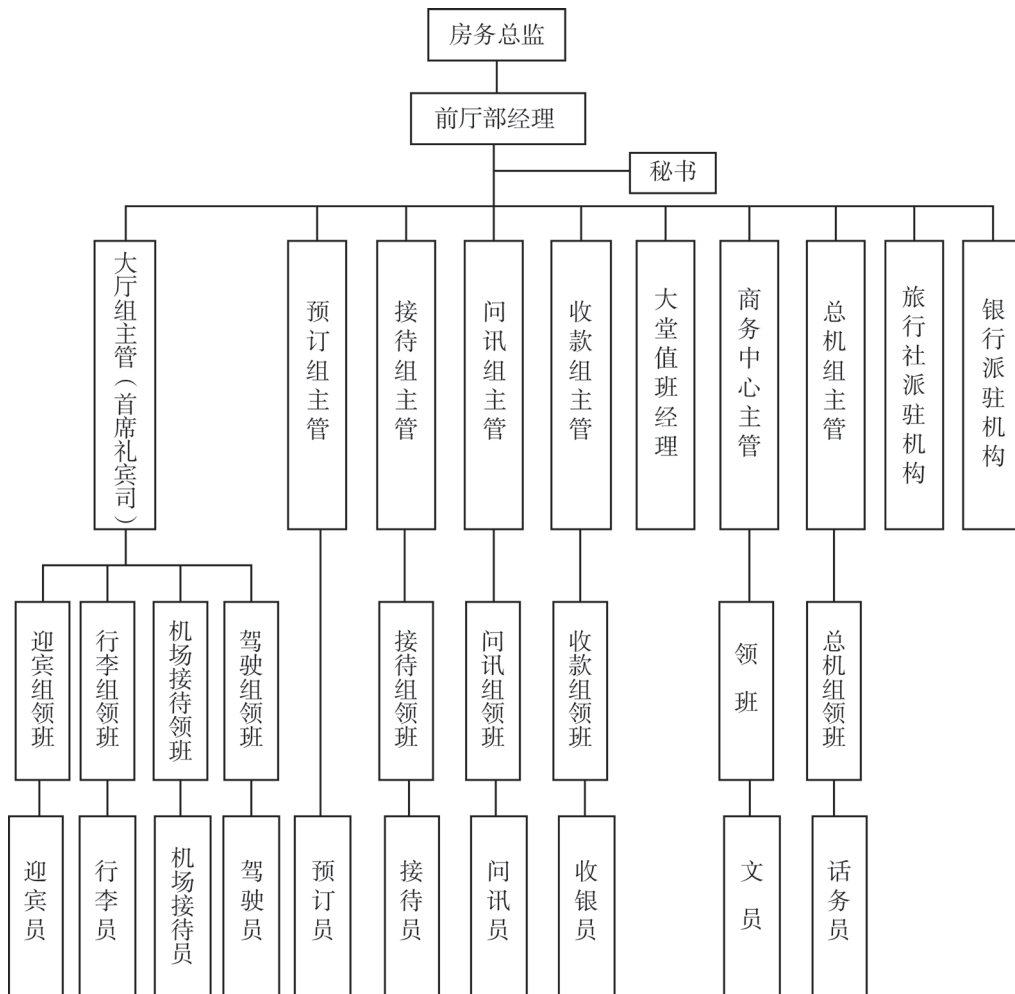 房务总监
前厅部经理
秘书
大厅组主管（首席礼宾司）
预订组主管
接待组主管
问讯组主管
收款组主管
大堂值班经理
商务中心主管
总机组主管
旅行社派驻机构
银行派驻机构
迎宾组领班
行李组领班
机场接待领班
驾驶组领班
接待组领班
问讯组领班
收款组领班
领班
总机组领班
迎宾员
行李员
机场接待员
驾驶员
预订员
接待员
问讯员
收银员
文员
话务员